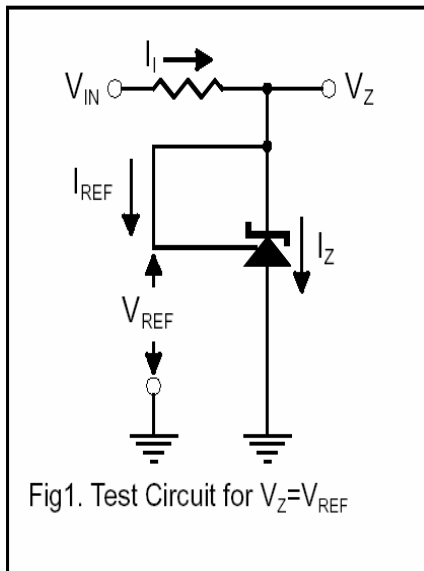 I_I
V_IN V_Z
I_REF
I_Z
V_REF
Fig1. Test Circuit for V_Z=V_REF